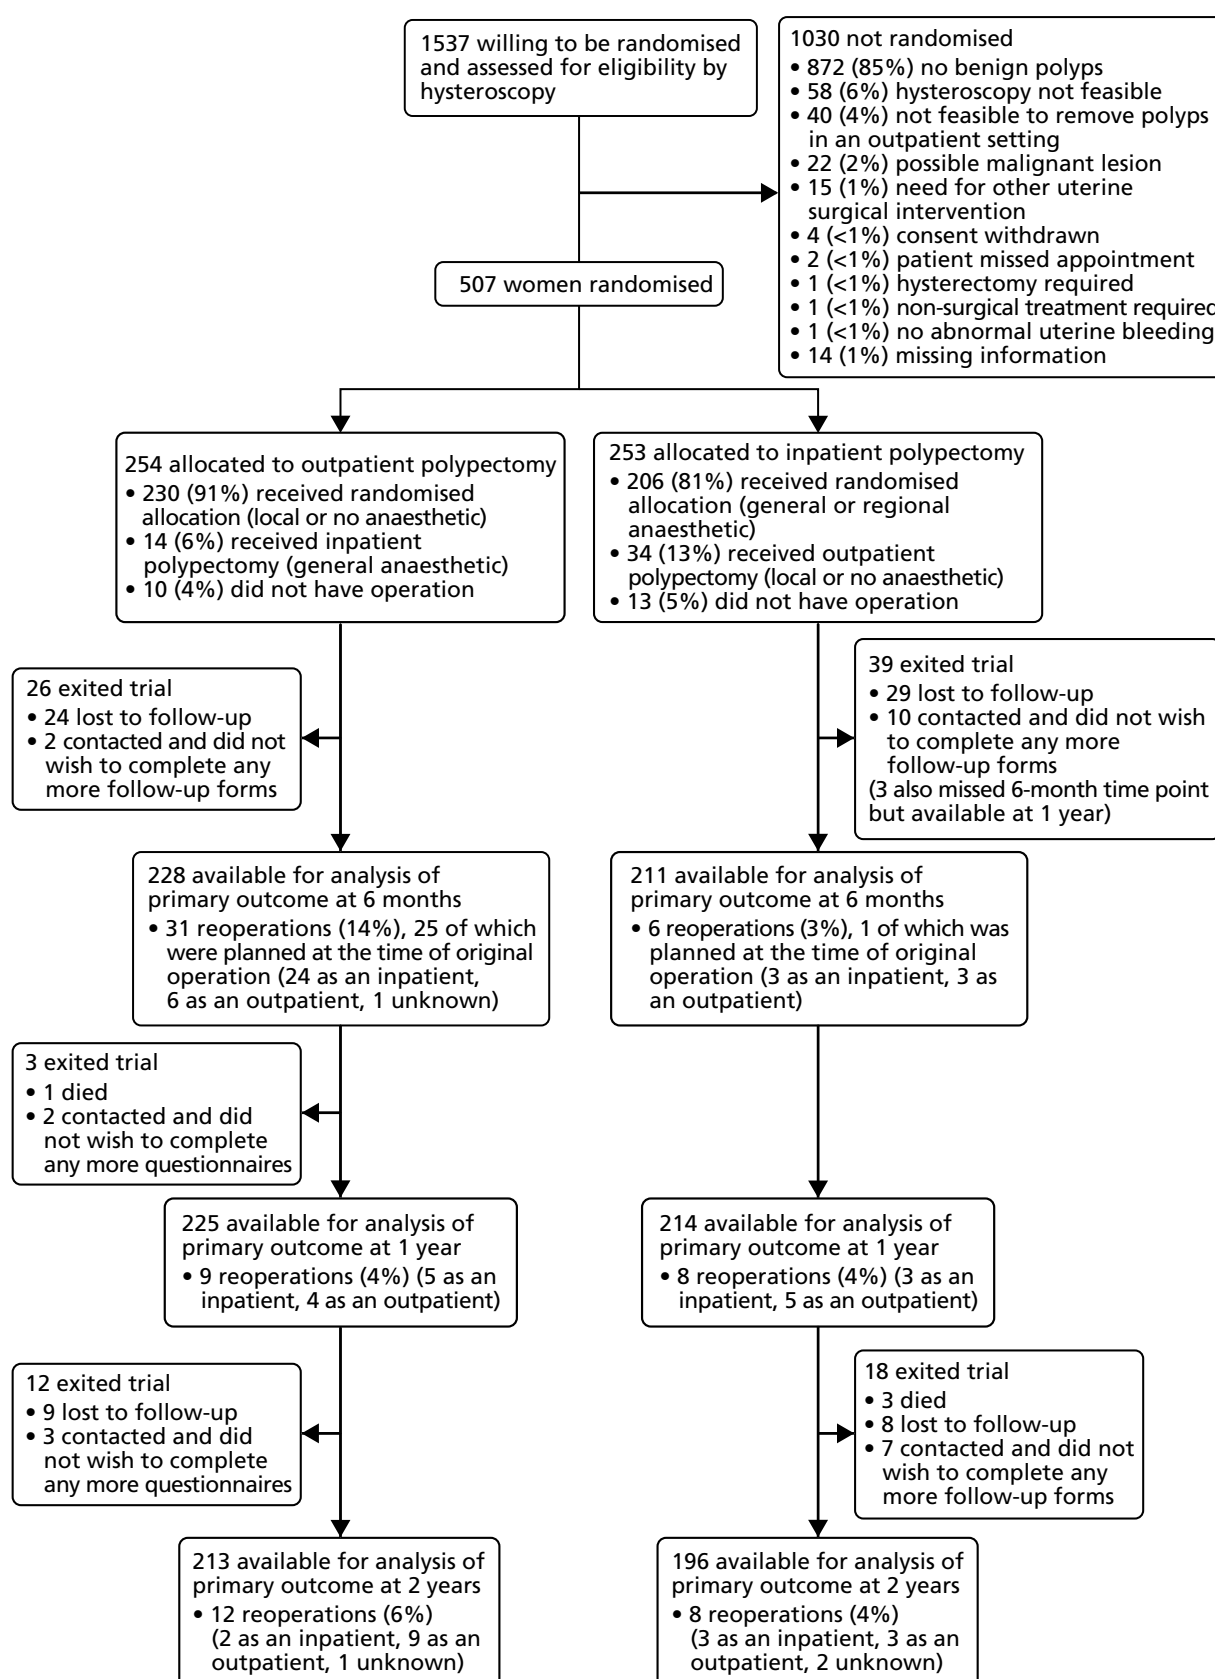 1537 willing to be randomised
and assessed for eligibility by
hysteroscopy
1030 not randomised
• 872 (85%) no benign polyps
• 58 (6%) hysteroscopy not feasible
• 40 (4%) not feasible to remove polyps
in an outpatient setting
• 22 (2%) possible malignant lesion
• 15 (1%) need for other uterine
surgical intervention
• 4 (<1%) consent withdrawn
• 2 (<1%) patient missed appointment
• 1 (<1%) hysterectomy required
• 1 (<1%) non-surgical treatment required
• 1 (<1%) no abnormal uterine bleeding
• 14 (1%) missing information
507 women randomised
254 allocated to outpatient polypectomy
• 230 (91%) received randomised
allocation (local or no anaesthetic)
• 14 (6%) received inpatient
polypectomy (general anaesthetic)
• 10 (4%) did not have operation
253 allocated to inpatient polypectomy
• 206 (81%) received randomised
allocation (general or regional
anaesthetic)
• 34 (13%) received outpatient
polypectomy (local or no anaesthetic)
• 13 (5%) did not have operation
26 exited trial
• 24 lost to follow-up
• 2 contacted and did not
wish to complete any
more follow-up forms
39 exited trial
• 29 lost to follow-up
• 10 contacted and did not wish
to complete any more
follow-up forms
(3 also missed 6-month time point
but available at 1 year)
228 available for analysis of
primary outcome at 6 months
• 31 reoperations (14%), 25 of which
were planned at the time of original
operation (24 as an inpatient,
6 as an outpatient, 1 unknown)
211 available for analysis of
primary outcome at 6 months
• 6 reoperations (3%), 1 of which was
planned at the time of original
operation (3 as an inpatient, 3 as
an outpatient)
3 exited trial
• 1 died
• 2 contacted and did
not wish to complete
any more questionnaires
225 available for analysis of
primary outcome at 1 year
• 9 reoperations (4%) (5 as an
inpatient, 4 as an outpatient)
214 available for analysis of
primary outcome at 1 year
• 8 reoperations (4%) (3 as an
inpatient, 5 as an outpatient)
12 exited trial
• 9 lost to follow-up
• 3 contacted and did
not wish to complete
any more questionnaires
18 exited trial
• 3 died
• 8 lost to follow-up
• 7 contacted and did not
wish to complete any
more follow-up forms
213 available for analysis of
primary outcome at 2 years
• 12 reoperations (6%)
(2 as an inpatient, 9 as an
outpatient, 1 unknown)
196 available for analysis of
primary outcome at 2 years
• 8 reoperations (4%)
(3 as an inpatient, 3 as an
outpatient, 2 unknown)